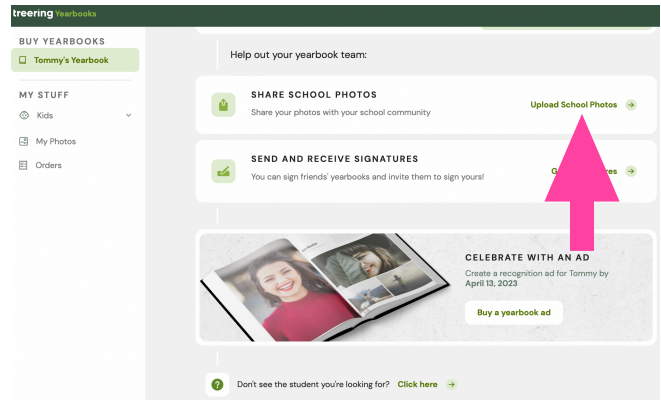 treering Yearbooks
BUY YEARBOOKS
Tommy's Yearbook
MY STUFF
Kids
My Photos
Orders
Help out your yearbook team:
SHARE SCHOOL PHOTOS
Share your photos with your school community
Upload School Photos
SEND AND RECEIVE SIGNATURES
You can sign friends' yearbooks and invite them to sign yours!
CELEBRATE WITH AN AD
Create a recognition ad for Tommy by
April 13, 2023
Buy a yearbook ad
Don't see the student you're looking for? Click here